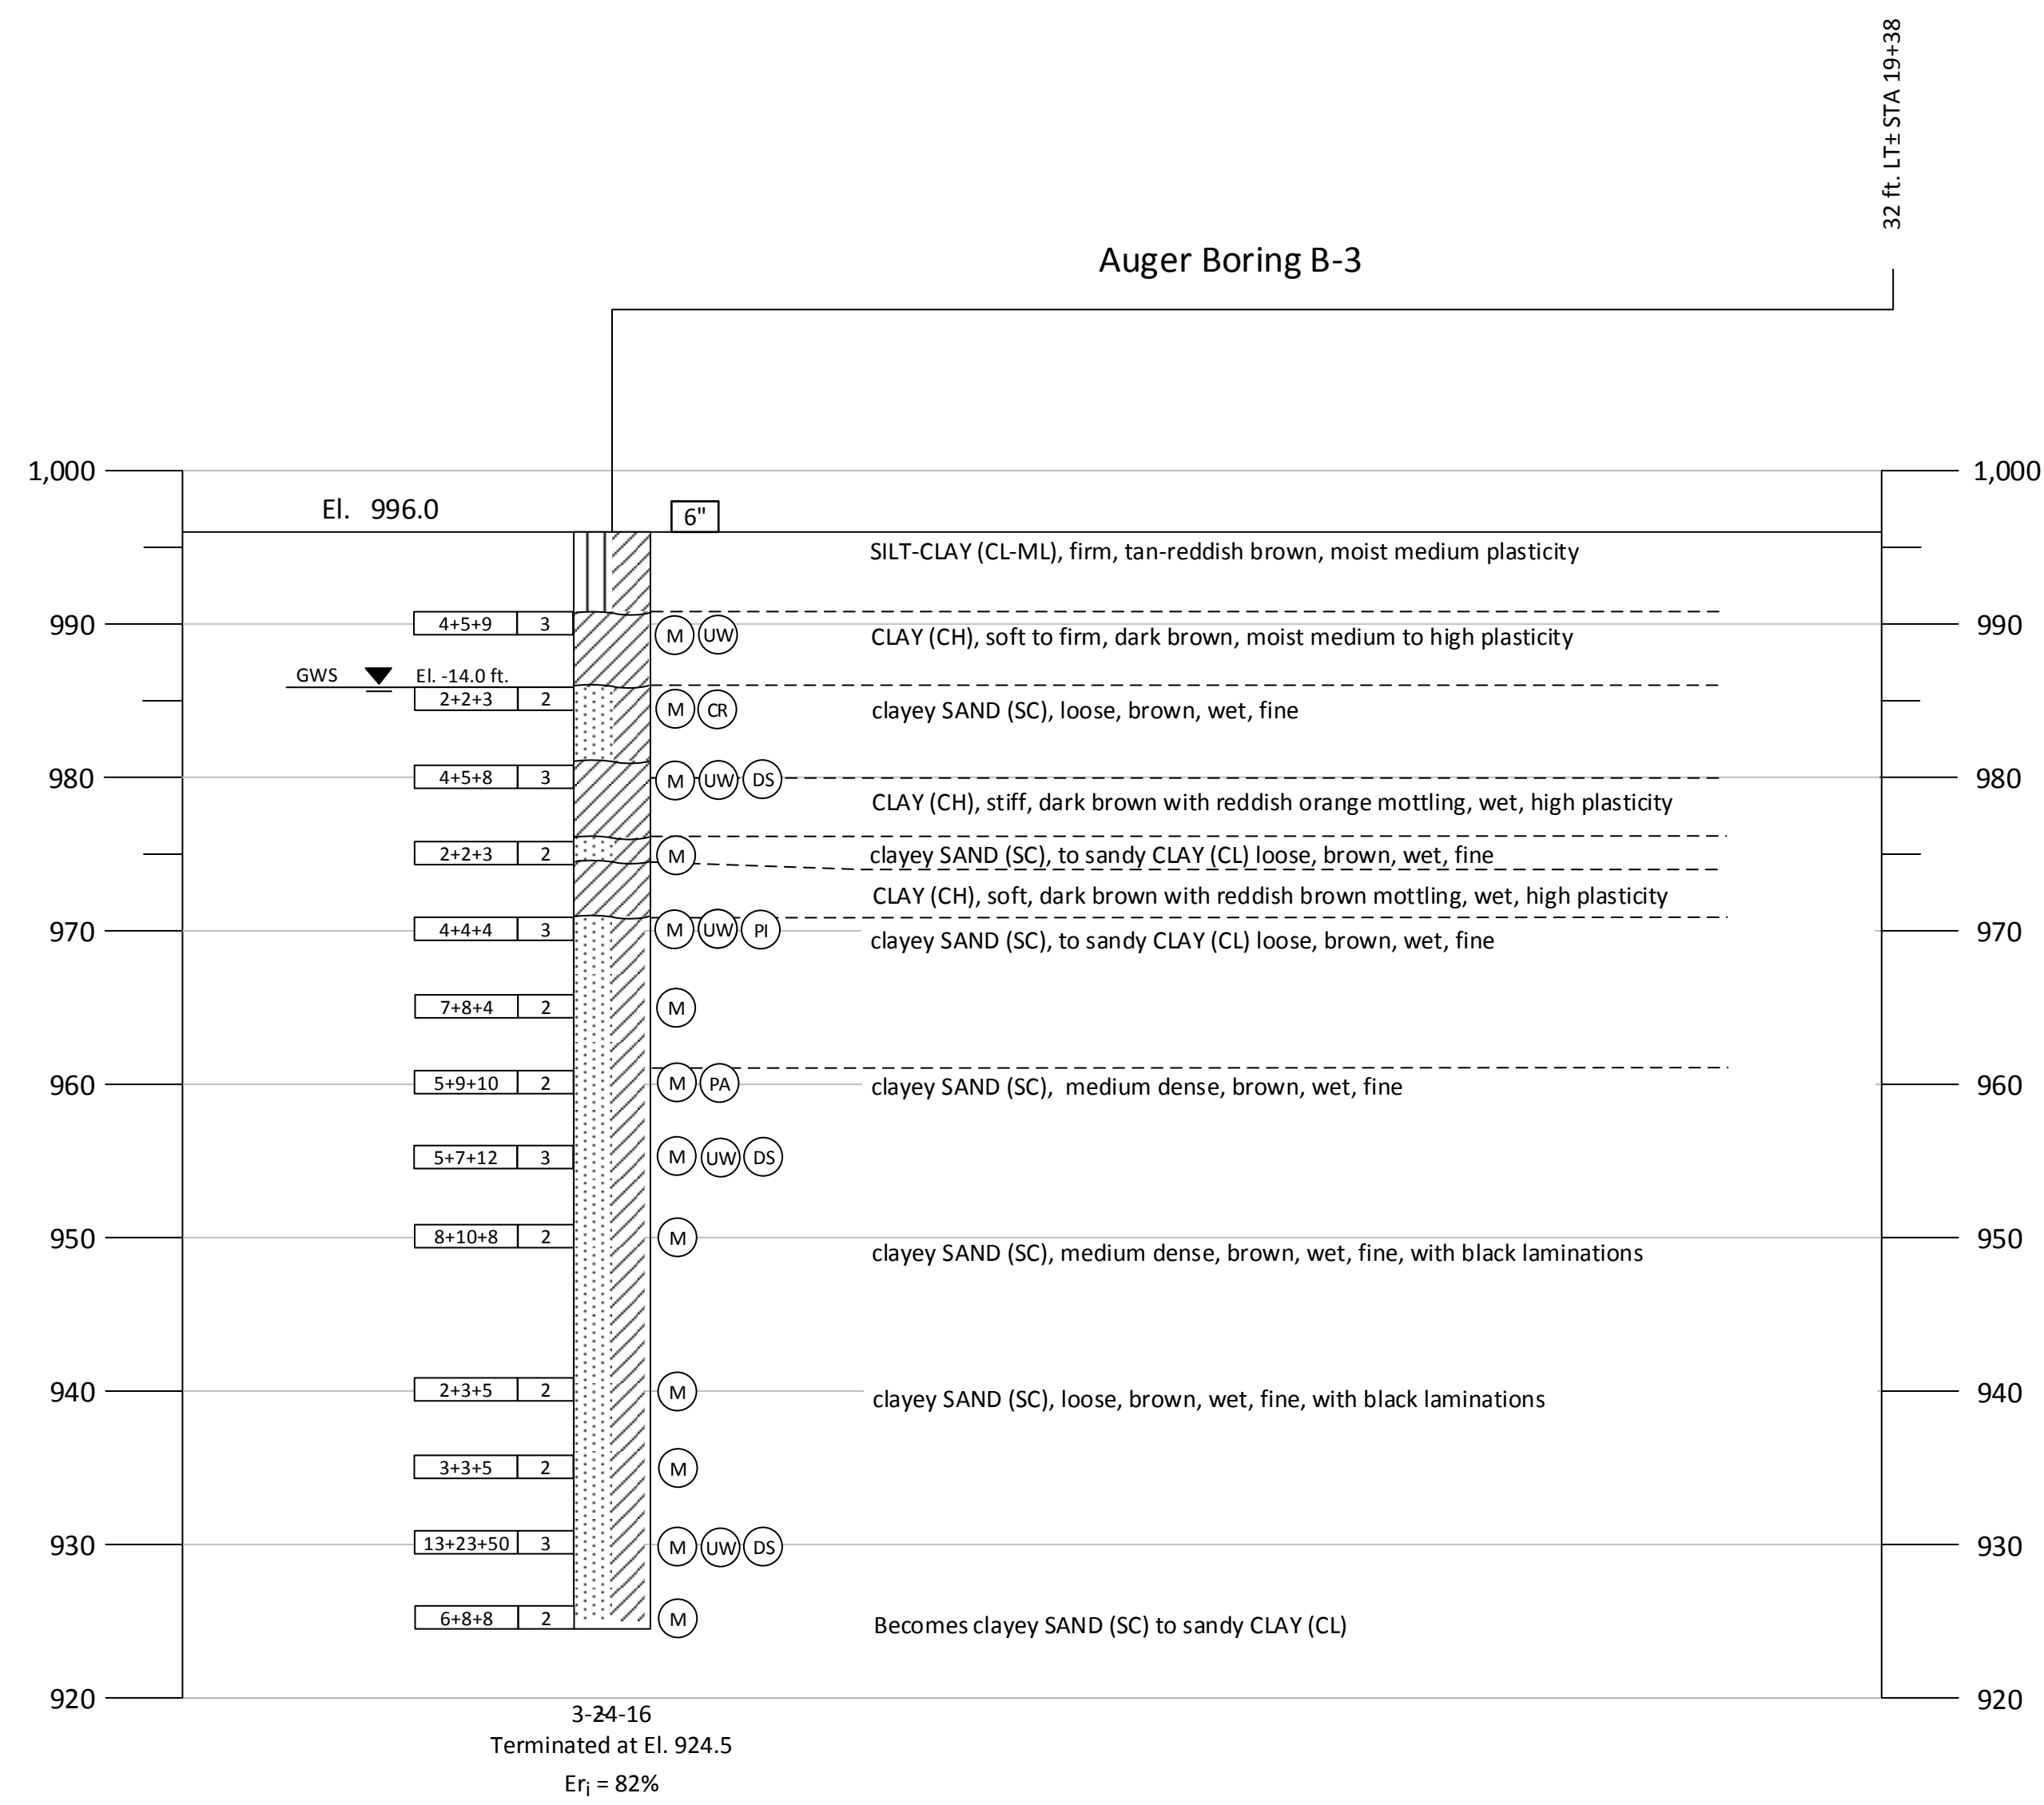 32 ft. LT± STA 19+38
Auger Boring B-3
1,000 1,000
El. 996.0 6"
SILT-CLAY (CL-ML), firm, tan-reddish brown, moist medium plasticity
990 4+5+9 3 M UW CLAY (CH), soft to firm, dark brown, moist medium to high plasticity 990
GWS El. -14.0 ft.
2+2+3 2 M CR clayey SAND (SC), loose, brown, wet, fine
980 4+5+8 3 M UW DS 980
CLAY (CH), stiff, dark brown with reddish orange mottling, wet, high plasticity
2+2+3 2 M clayey SAND (SC), to sandy CLAY (CL) loose, brown, wet, fine
CLAY (CH), soft, dark brown with reddish brown mottling, wet, high plasticity
970 4+4+4 3 M UW PI 970
clayey SAND (SC), to sandy CLAY (CL) loose, brown, wet, fine
7+8+4 2 M
960 5+9+10 2 M PA clayey SAND (SC), medium dense, brown, wet, fine 960
5+7+12 3 M UW DS
950 8+10+8 2 M 950
clayey SAND (SC), medium dense, brown, wet, fine, with black laminations
940 2+3+5 2 M clayey SAND (SC), loose, brown, wet, fine, with black laminations 940
3+3+5 2 M
930 13+23+50 3 M UW DS 930
6+8+8 2 M Becomes clayey SAND (SC) to sandy CLAY (CL)
920 920
3-24-16
Terminated at El. 924.5
Eri = 82%